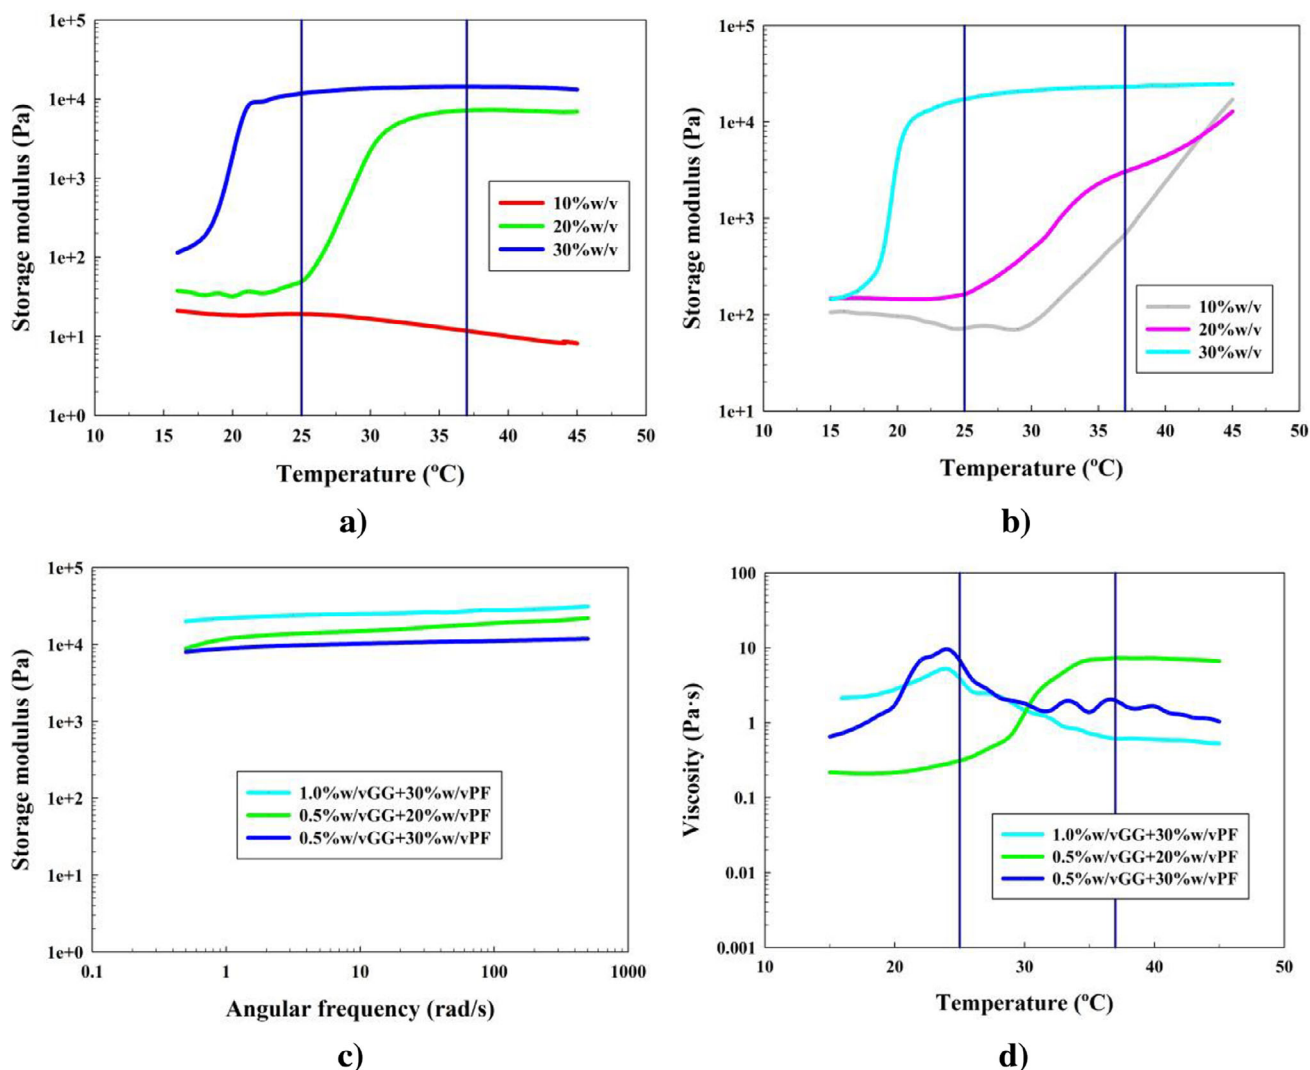 1e+5
1e+4
1e+3
1e+2
1e+1
1e+0
Storage modulus (Pa)
10%w/v
20%w/v
30%w/v
10 15 20 25 30 35 40 45 50
Temperature (ºC)
a)
1e+5
1e+4
1e+3
1e+2
1e+1
Storage modulus (Pa)
10%w/v
20%w/v
30%w/v
10 15 20 25 30 35 40 45 50
Temperature (ºC)
b)
1e+5
1e+4
1e+3
1e+2
1e+1
1e+0
Storage modulus (Pa)
1.0%w/vGG+30%w/vPF
0.5%w/vGG+20%w/vPF
0.5%w/vGG+30%w/vPF
0.1 1 10 100 1000
Angular frequency (rad/s)
c)
100
10
1
0.1
0.01
0.001
Viscosity (Pa·s)
1.0%w/vGG+30%w/vPF
0.5%w/vGG+20%w/vPF
0.5%w/vGG+30%w/vPF
10 20 30 40 50
Temperature (ºC)
d)